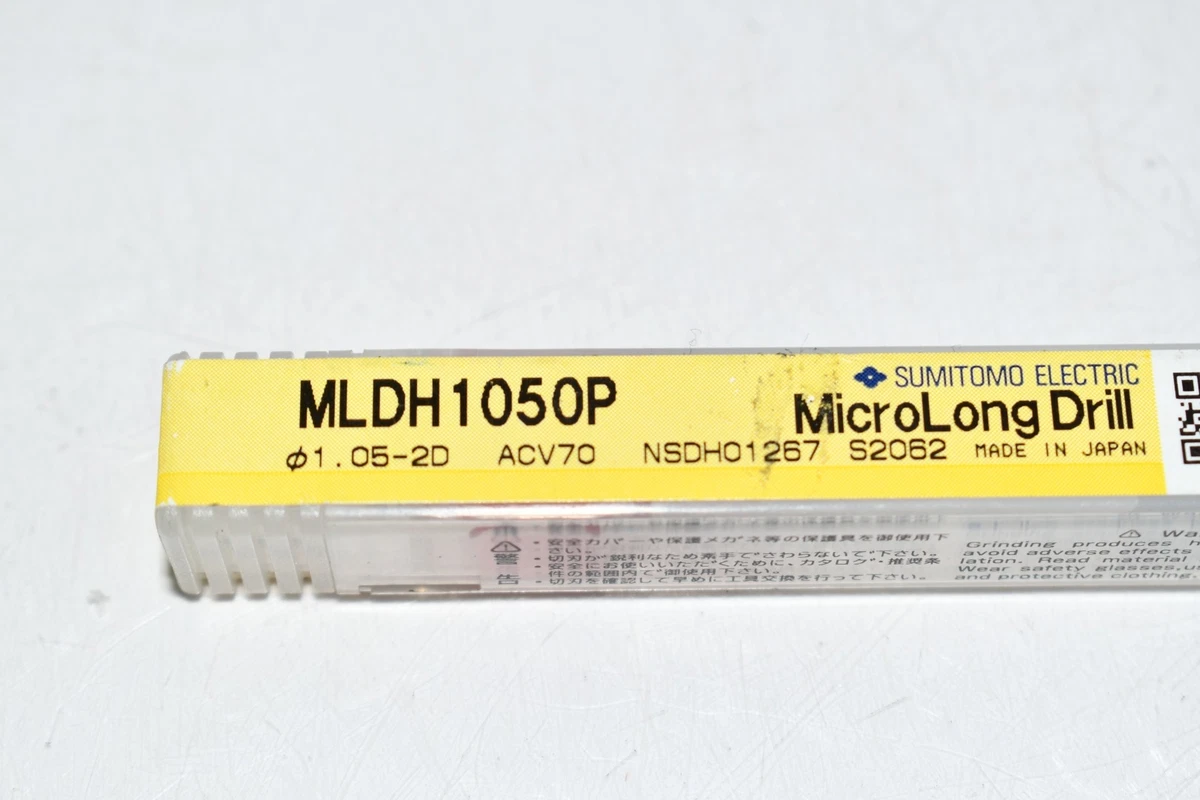 MLDH1050P
SUMITOMO ELECTRIC
MicroLong Drill
φ1.05-2D ACV70 NSDH01267 S2062 MADE IN JAPAN
・安全カバーや保護メガネ等の保護具を御使用下
さい。
・切刃が鋭利なため素手でさわらないで下さい。
・安全にお使いいただくために、カタログ・推奨条
件の範囲内で御使用下さい。
・切刃を確認して早めに工具交換を行って下さい。
⚠ Wa
Grinding produces h
avoid adverse effects
lation. Read material
Wear safety glasses,u
and protective clothing.